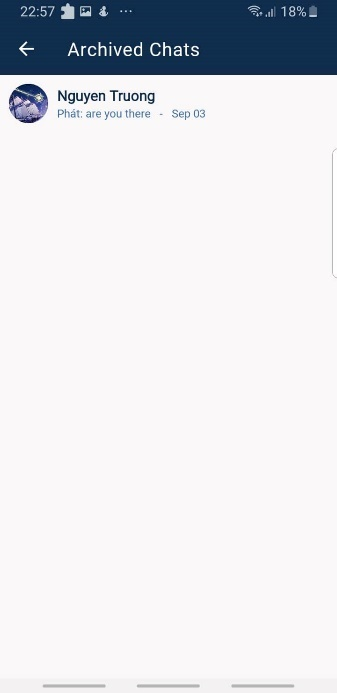 22:57 ... 18%
Archived Chats
Nguyen Truong
Phát: are you there - Sep 03